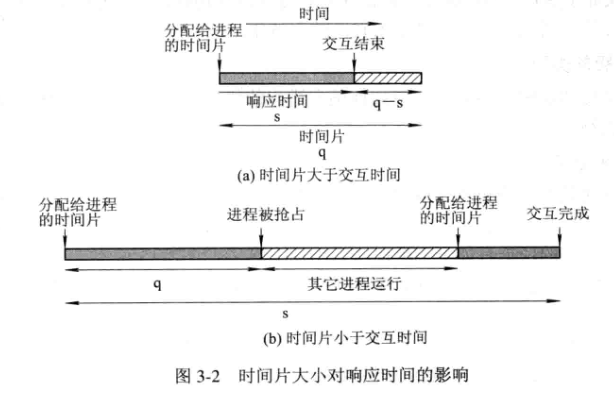 时间
分配给进程
的时间片
交互结束
响应时间
s
q-s
时间片
q
(a) 时间片大于交互时间
分配给进程
的时间片
进程被抢占
分配给进程
的时间片
交互完成
q
其它进程运行
s
(b) 时间片小于交互时间
图 3-2 时间片大小对响应时间的影响